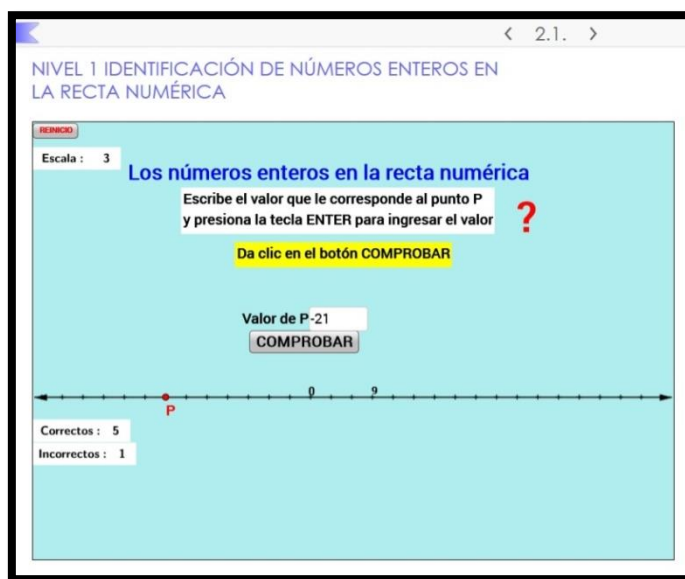 < 2.1. >
NIVEL 1 IDENTIFICACIÓN DE NÚMEROS ENTEROS EN
LA RECTA NUMÉRICA
REINICIO
Escala : 3
Los números enteros en la recta numérica
Escribe el valor que le corresponde al punto P
y presiona la tecla ENTER para ingresar el valor
?
Da clic en el botón COMPROBAR
Valor de P -21
COMPROBAR
0 9
P
Correctos : 5
Incorrectos : 1